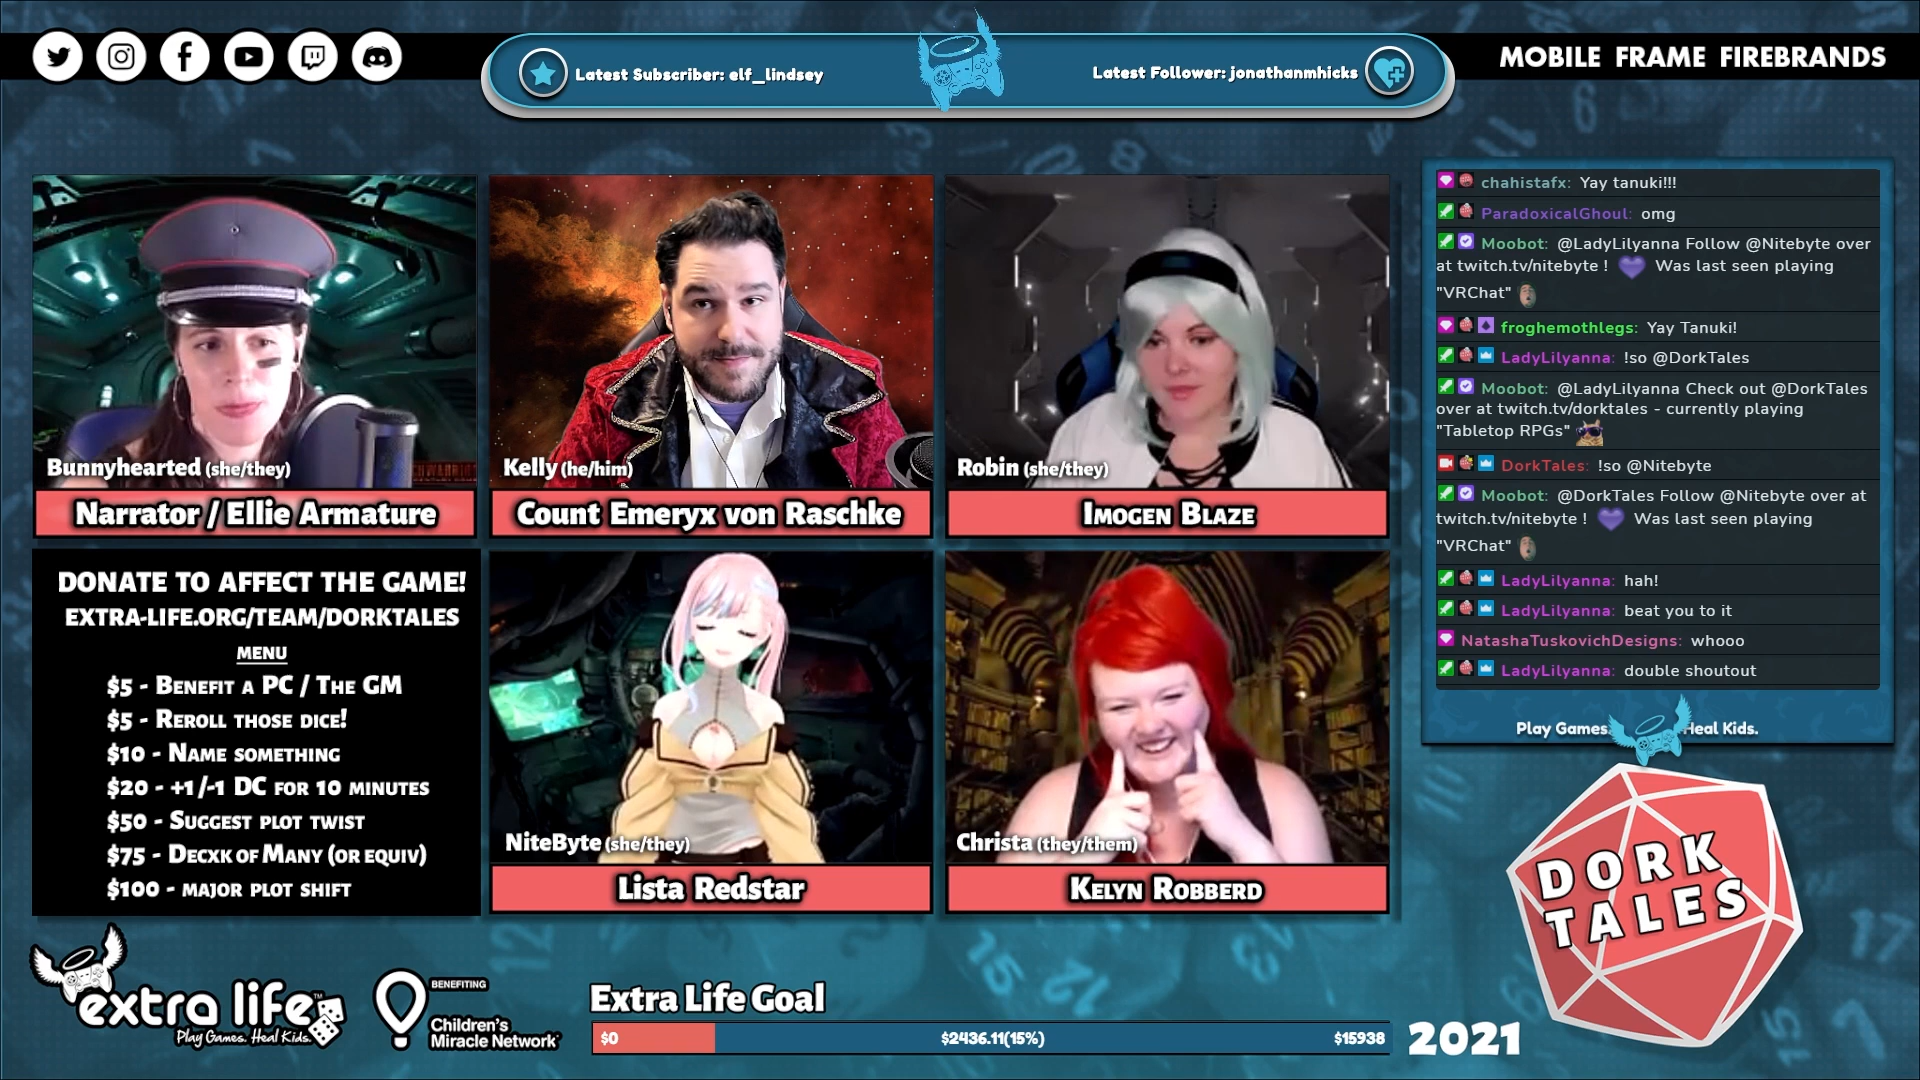 Latest Subscriber: elf_lindsey
Latest Follower: jonathanmhicks
MOBILE FRAME FIREBRANDS
Bunnyhearted (she/they)
Narrator / Ellie Armature
Kelly (he/him)
Count Emeryx von Raschke
Robin (she/they)
Imogen Blaze
DONATE TO AFFECT THE GAME!
EXTRA-LIFE.ORG/TEAM/DORKTALES
MENU
$5 - Benefit a PC / The GM
$5 - Reroll those dice!
$10 - Name something
$20 - +1/-1 DC for 10 minutes
$50 - Suggest plot twist
$75 - Decxk of Many (or equiv)
$100 - major plot shift
NiteByte (she/they)
Lista Redstar
Christa (they/them)
Kelyn Robberd
chahistafx: Yay tanuki!!!
ParadoxicalGhoul: omg
Moobot: @LadyLilyanna Follow @Nitebyte over
at twitch.tv/nitebyte ! Was last seen playing
"VRChat"
froghemothlegs: Yay Tanuki!
LadyLilyanna: !so @DorkTales
Moobot: @LadyLilyanna Check out @DorkTales
over at twitch.tv/dorktales - currently playing
"Tabletop RPGs"
DorkTales: !so @Nitebyte
Moobot: @DorkTales Follow @Nitebyte over at
twitch.tv/nitebyte ! Was last seen playing
"VRChat"
LadyLilyanna: hah!
LadyLilyanna: beat you to it
NatashaTuskovichDesigns: whooo
LadyLilyanna: double shoutout
Play Games. Heal Kids.
DORK
TALES
extra life™
Play Games. Heal Kids.
BENEFITING
Children's
Miracle Network
Extra Life Goal
$0 $2436.11(15%) $15938
2021